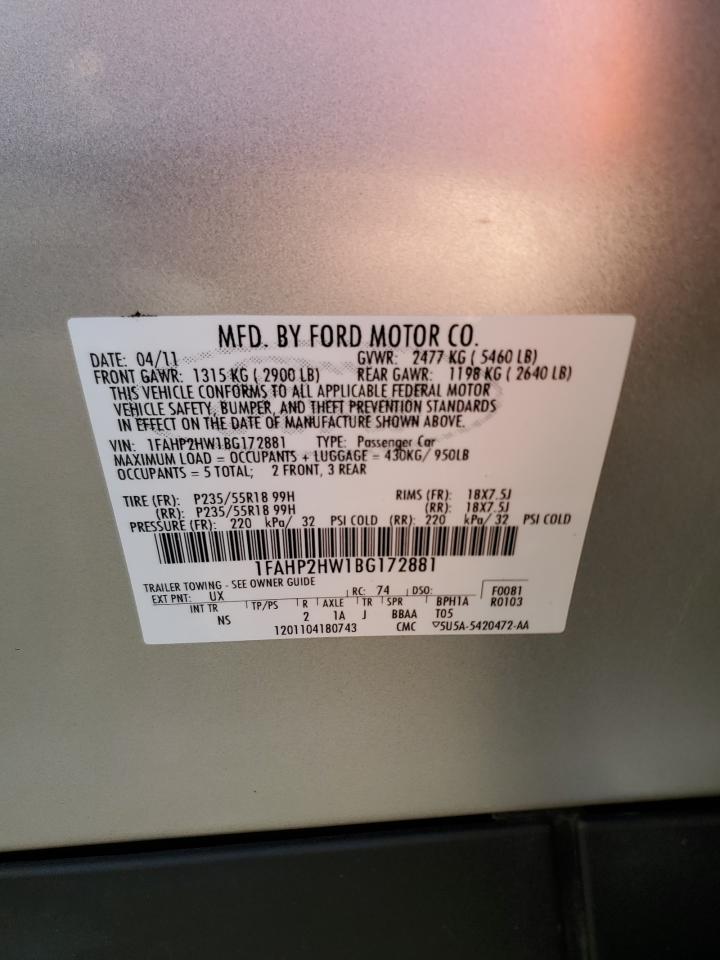 MFD. BY FORD MOTOR CO.
DATE: 04/11 GVWR: 2477 KG ( 5460 LB)
FRONT GAWR: 1315 KG ( 2900 LB) REAR GAWR: 1198 KG ( 2640 LB)
THIS VEHICLE CONFORMS TO ALL APPLICABLE FEDERAL MOTOR
VEHICLE SAFETY, BUMPER, AND THEFT PREVENTION STANDARDS
IN EFFECT ON THE DATE OF MANUFACTURE SHOWN ABOVE.
VIN: 1FAHP2HW1BG172881 TYPE: Passenger Car
MAXIMUM LOAD = OCCUPANTS + LUGGAGE = 430KG/ 950LB
OCCUPANTS = 5 TOTAL; 2 FRONT, 3 REAR
TIRE (FR): P235/55R18 99H RIMS (FR): 18X7.5J
(RR): P235/55R18 99H (RR): 18X7.5J
PRESSURE (FR): 220 kPa/ 32 PSI COLD (RR): 220 kPa/ 32 PSI COLD
1FAHP2HW1BG172881
TRAILER TOWING - SEE OWNER GUIDE
EXT PNT: UX RC: 74 DSO: F0081
INT TR TP/PS R AXLE TR SPR BPH1A R0103
NS 2 1A J BBAA T05
1201104180743 CMC ▽5U5A-5420472-AA